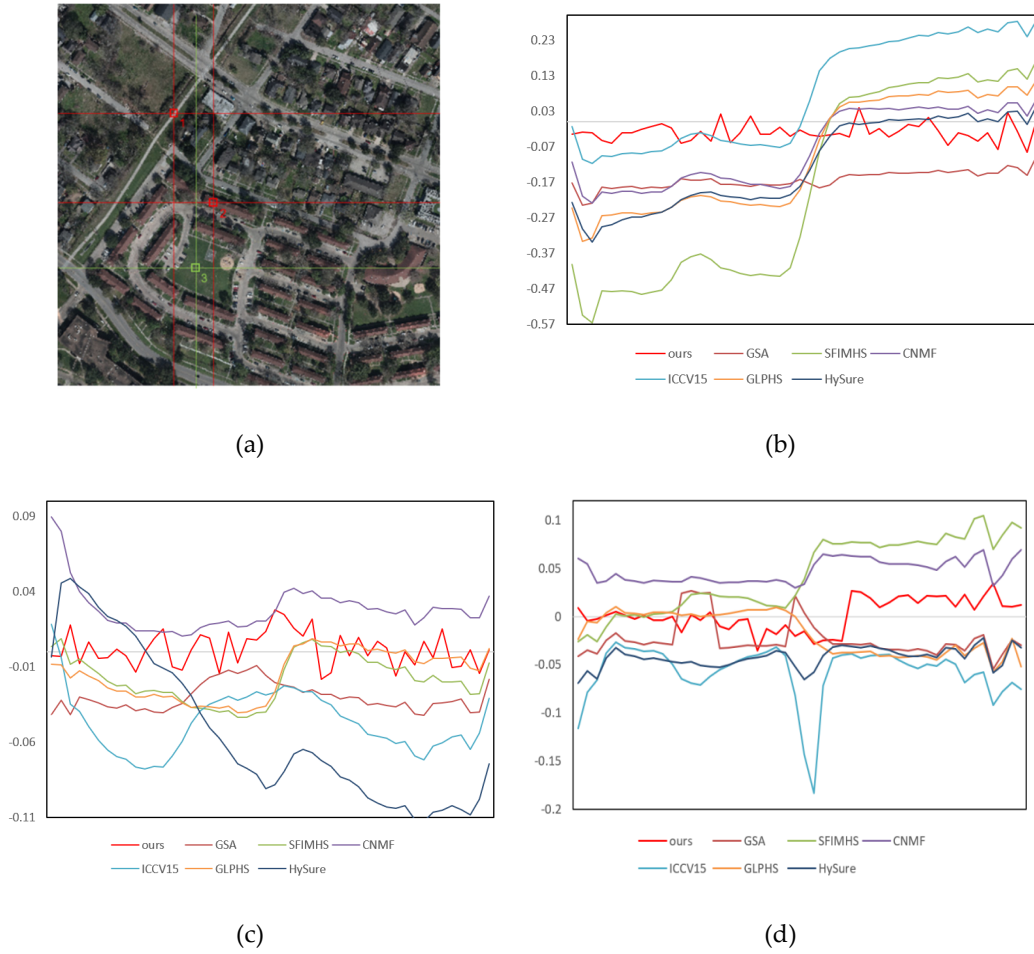 1
2
3
(a)
0.23
0.13
0.03
-0.07
-0.17
-0.27
-0.37
-0.47
-0.57
ours GSA SFIMHS CNMF
ICCV15 GLPHS HySure
(b)
0.09
0.04
-0.01
-0.06
-0.11
ours GSA SFIMHS CNMF
ICCV15 GLPHS HySure
(c)
0.1
0.05
0
-0.05
-0.1
-0.15
-0.2
ours GSA SFIMHS CNMF
ICCV15 GLPHS HySure
(d)